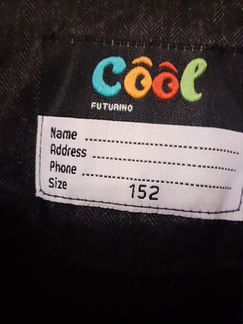 Côôl
FUTURINO
Name
Address
Phone
Size 152